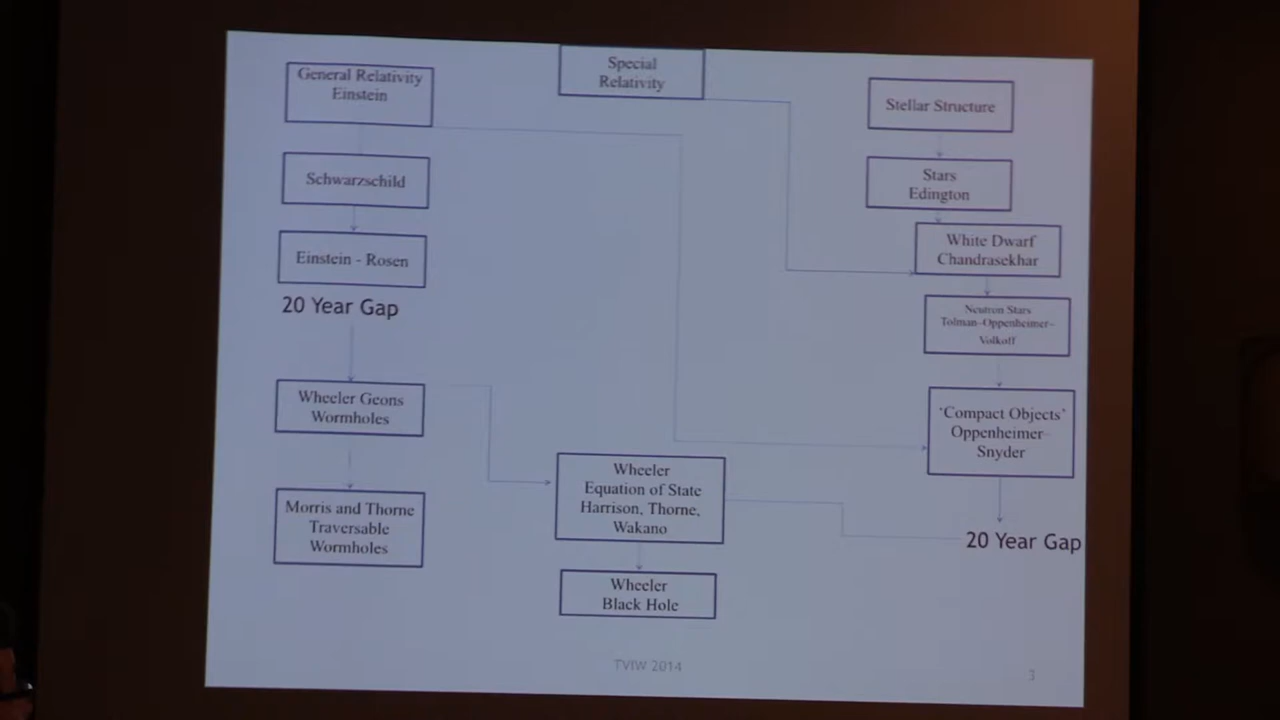 General Relativity
Einstein
Special
Relativity
Stellar Structure
Schwarzschild
Stars
Edington
Einstein - Rosen
White Dwarf
Chandrasekhar
20 Year Gap
Neutron Stars
Tolman-Oppenheimer-
Volkoff
Wheeler Geons
Wormholes
'Compact Objects'
Oppenheimer-
Snyder
Wheeler
Equation of State
Harrison, Thorne,
Wakano
Morris and Thorne
Traversable
Wormholes
20 Year Gap
Wheeler
Black Hole
TVIW 2014
3